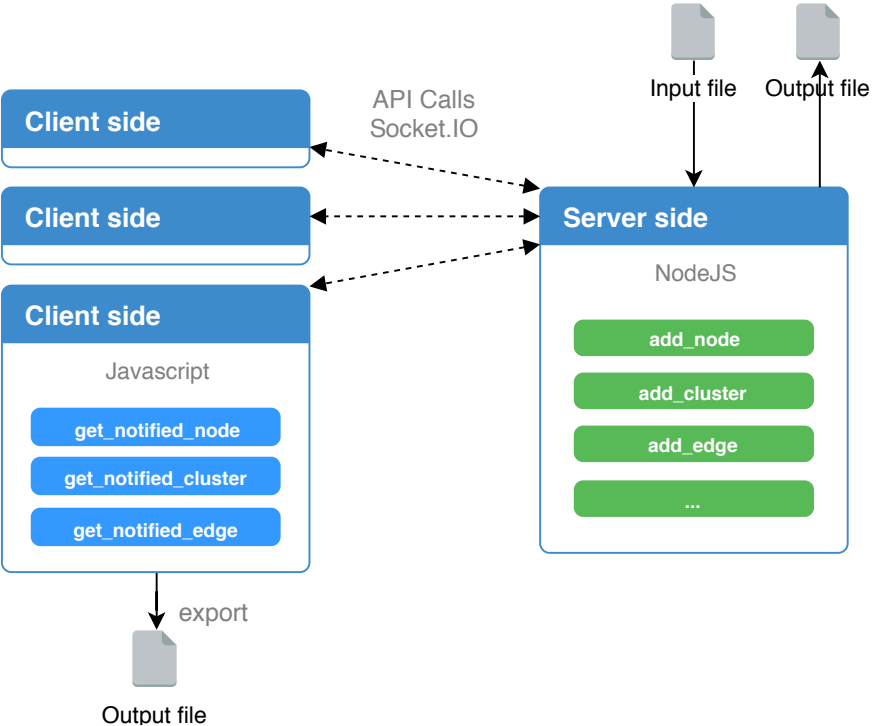 Input file
Output file
API Calls
Socket.IO
Client side
Client side
Client side
Javascript
get_notified_node
get_notified_cluster
get_notified_edge
export
Output file
Server side
NodeJS
add_node
add_cluster
add_edge
...